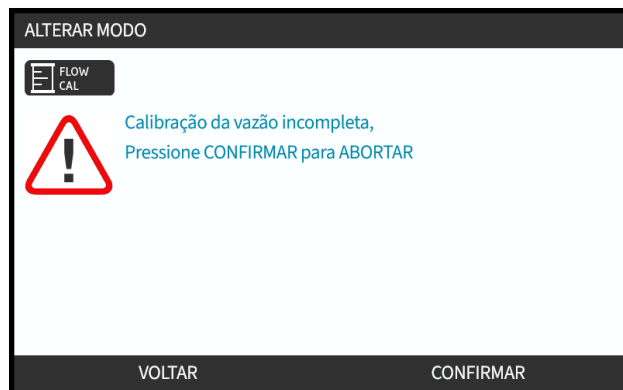 ALTERAR MODO
FLOW
CAL
Calibração da vazão incompleta,
Pressione CONFIRMAR para ABORTAR
VOLTAR CONFIRMAR